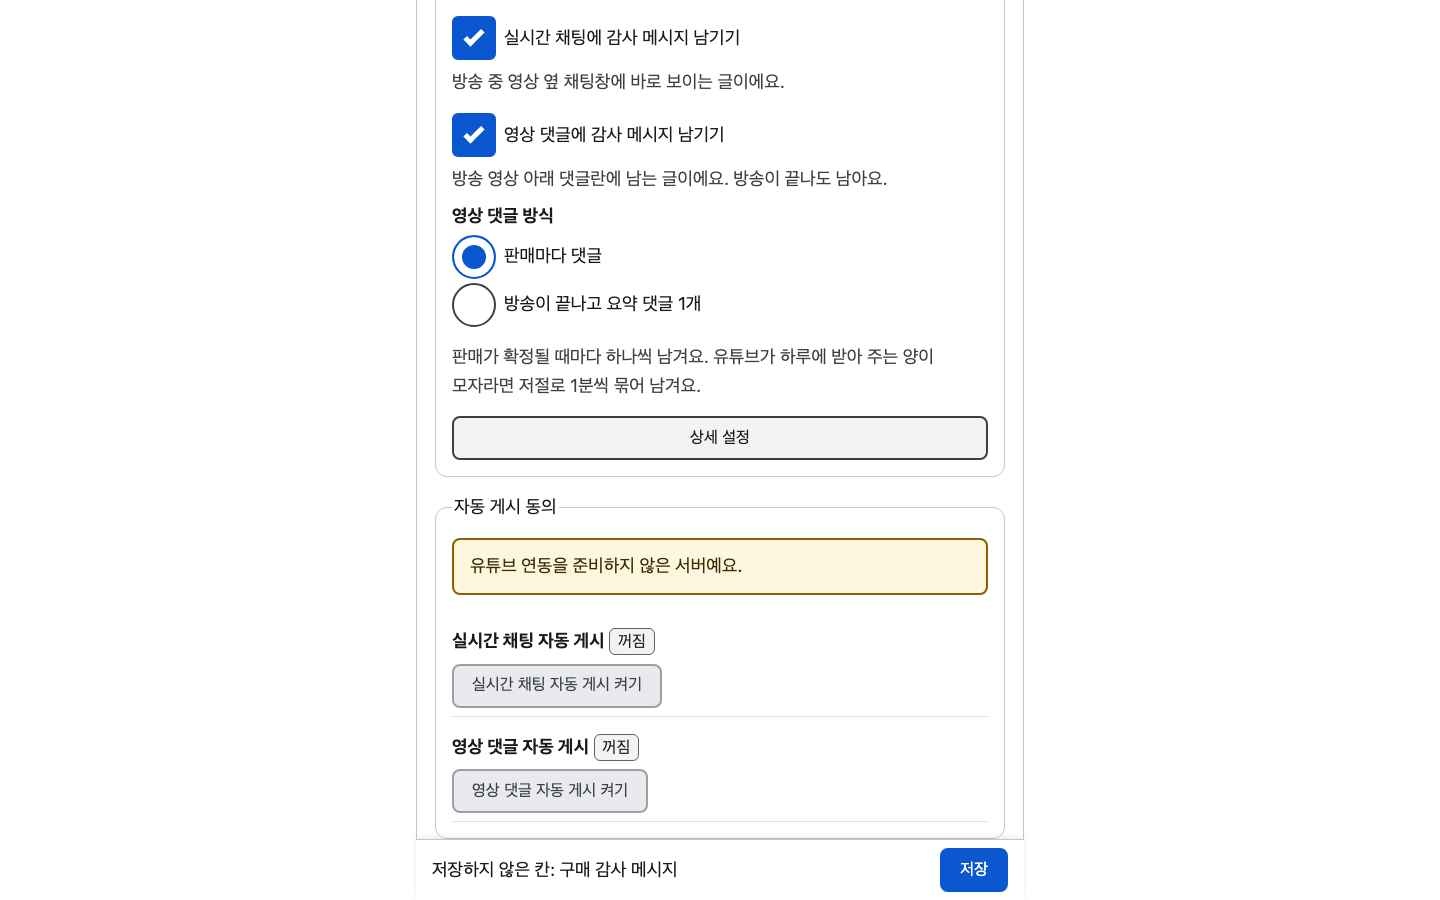 실시간 채팅에 감사 메시지 남기기
방송 중 영상 옆 채팅창에 바로 보이는 글이에요.
영상 댓글에 감사 메시지 남기기
방송 영상 아래 댓글란에 남는 글이에요. 방송이 끝나도 남아요.
영상 댓글 방식
판매마다 댓글
방송이 끝나고 요약 댓글 1개
판매가 확정될 때마다 하나씩 남겨요. 유튜브가 하루에 받아 주는 양이
모자라면 저절로 1분씩 묶어 남겨요.
상세 설정
자동 게시 동의
유튜브 연동을 준비하지 않은 서버예요.
실시간 채팅 자동 게시 꺼짐
실시간 채팅 자동 게시 켜기
영상 댓글 자동 게시 꺼짐
영상 댓글 자동 게시 켜기
저장하지 않은 칸: 구매 감사 메시지
저장